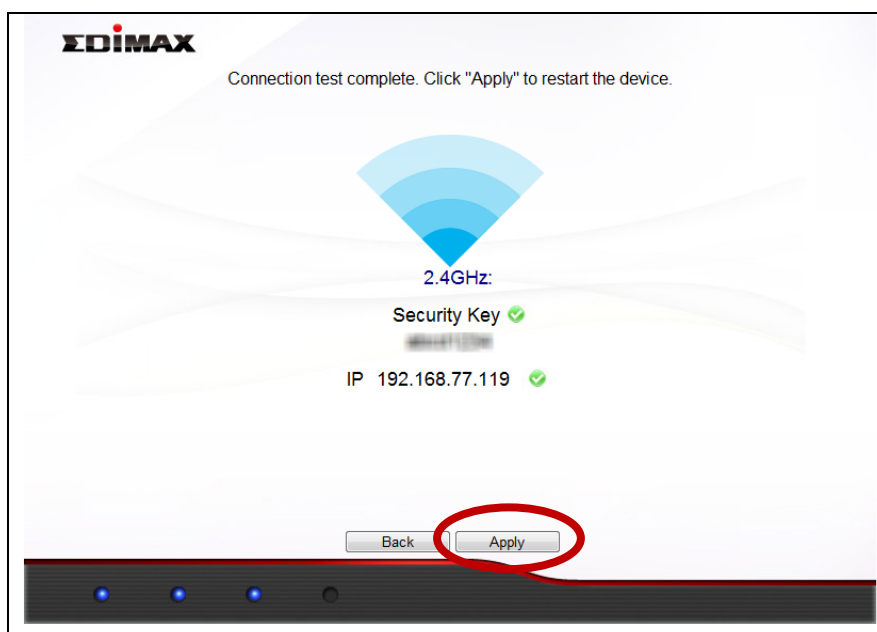 EDIMAX
Connection test complete. Click "Apply" to restart the device.
2.4GHz:
Security Key
IP 192.168.77.119
Back Apply